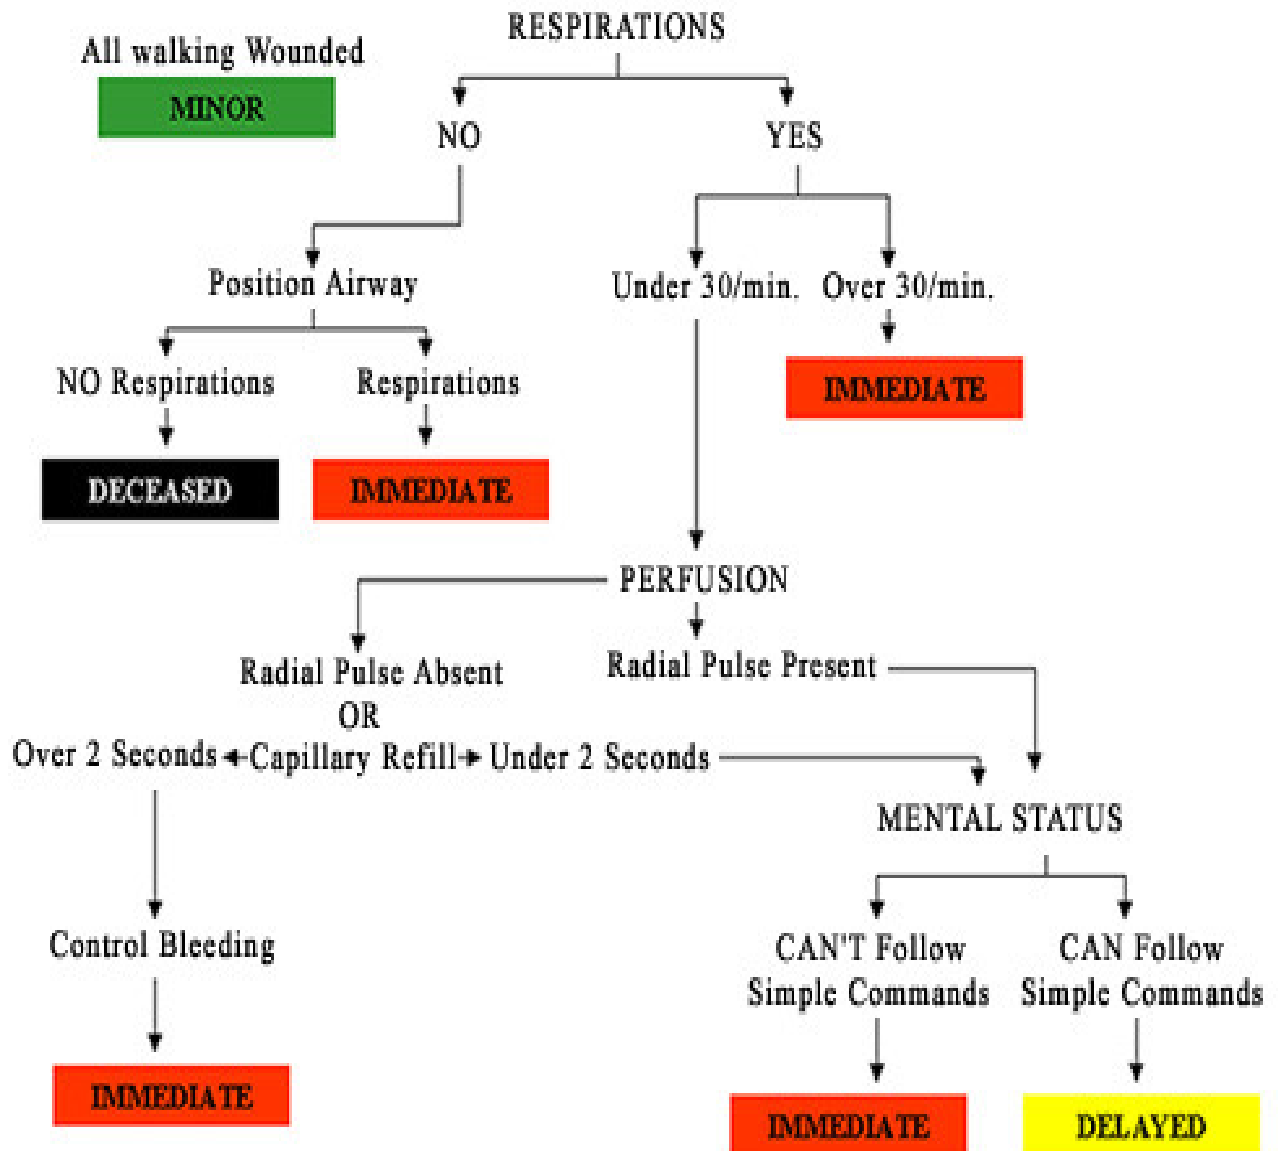 RESPIRATIONS
All walking Wounded
MINOR
NO
YES
Position Airway
Under 30/min.
Over 30/min.
NO Respirations
Respirations
IMMEDIATE
DECEASED
IMMEDIATE
PERFUSION
Radial Pulse Absent
Radial Pulse Present
OR
Over 2 Seconds
Capillary Refill
Under 2 Seconds
MENTAL STATUS
Control Bleeding
CAN'T Follow
Simple Commands
CAN Follow
Simple Commands
IMMEDIATE
IMMEDIATE
DELAYED